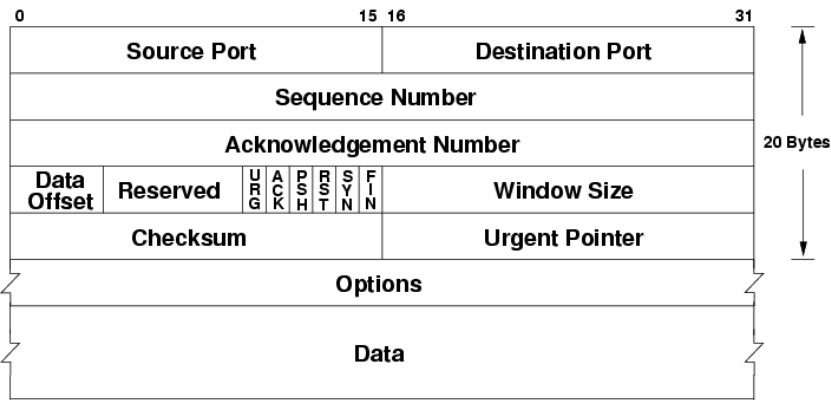 0 15 16 31
Source Port Destination Port
Sequence Number
Acknowledgement Number
20 Bytes
Data Offset Reserved URG ACK PSH RST SYN FIN Window Size
Checksum Urgent Pointer
Options
Data